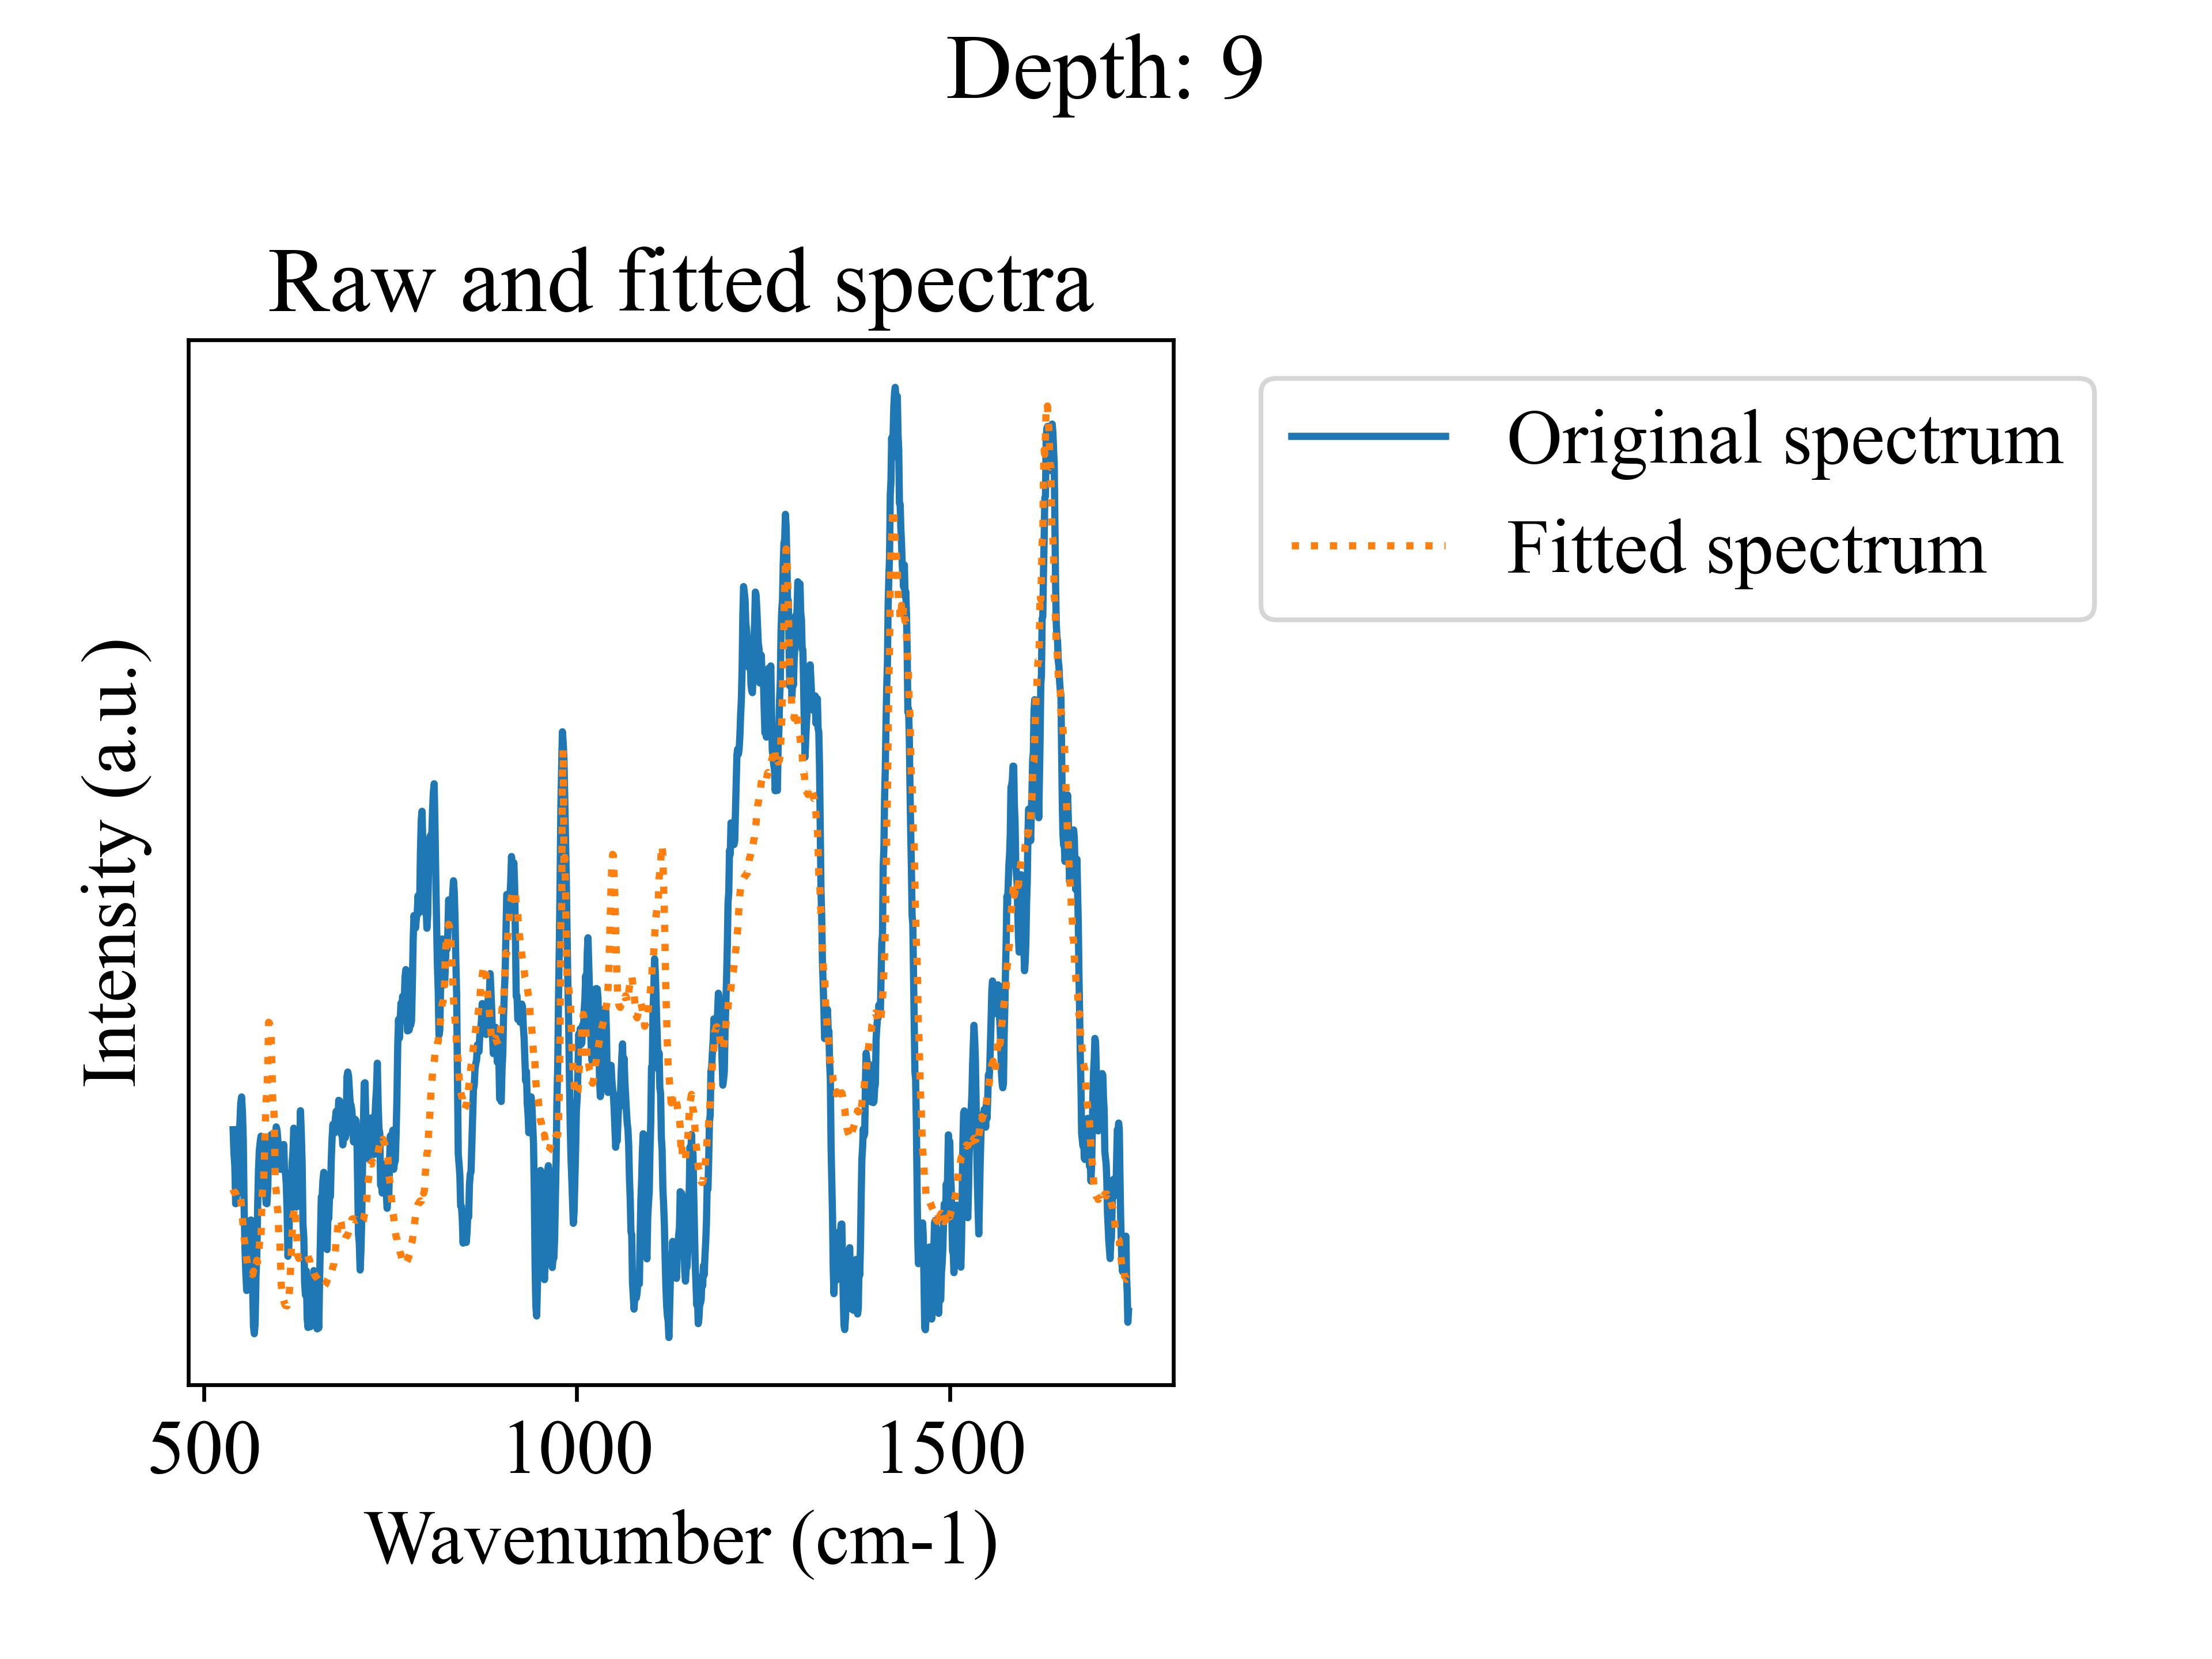 Depth: 9
Raw and fitted spectra
Original spectrum
Fitted spectrum
Intensity (a.u.)
500 1000 1500
Wavenumber (cm-1)